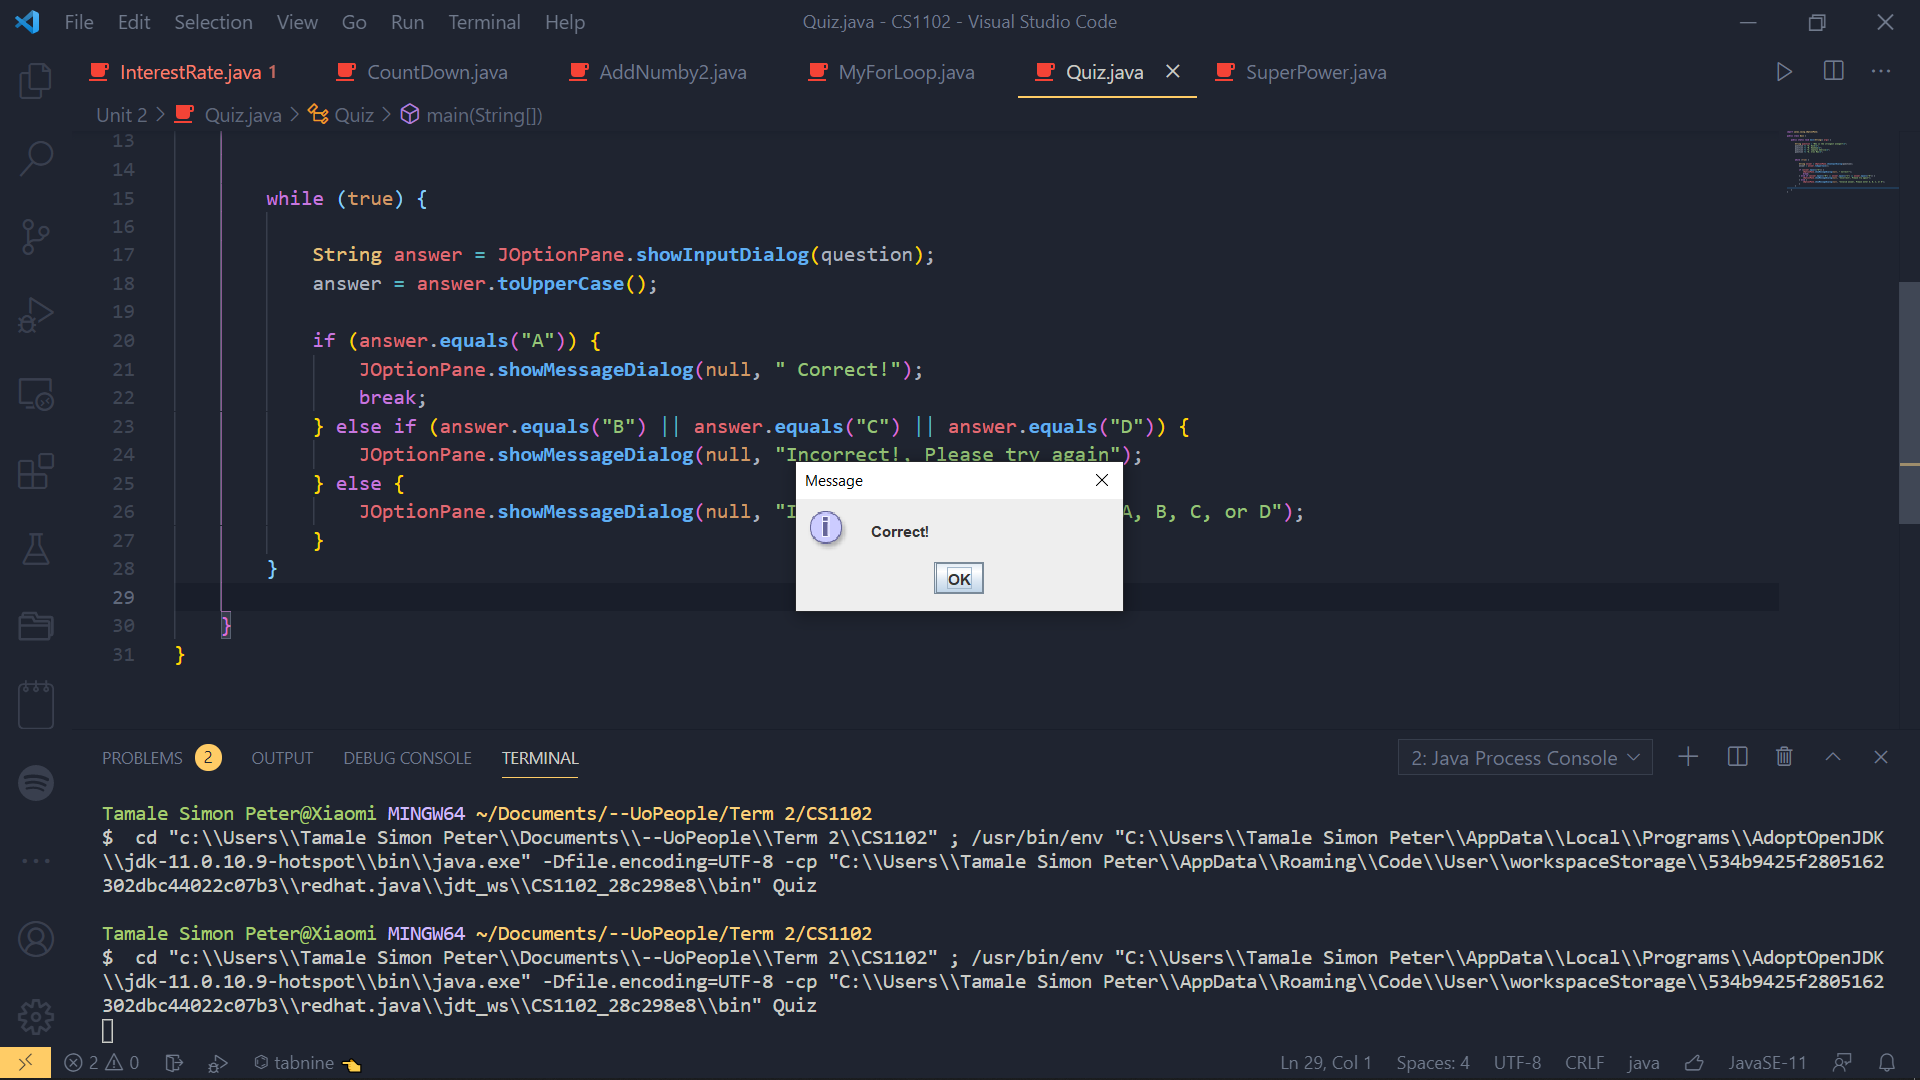 File Edit Selection View Go Run Terminal Help Quiz.java - CS1102 - Visual Studio Code
InterestRate.java 1 CountDown.java AddNumby2.java MyForLoop.java Quiz.java SuperPower.java
Unit 2 > Quiz.java > Quiz > main(String[])
13
14
15 while (true) {
16
17 String answer = JOptionPane.showInputDialog(question);
18 answer = answer.toUpperCase();
19
20 if (answer.equals("A")) {
21 JOptionPane.showMessageDialog(null, " Correct!");
22 break;
23 } else if (answer.equals("B") || answer.equals("C") || answer.equals("D")) {
24 JOptionPane.showMessageDialog(null, "Incorrect!, Please try again");
25 } else {
26 JOptionPane.showMessageDialog(null, "I A, B, C, or D");
27 }
28 }
29
30 }
31 }
Message
Correct!
OK
PROBLEMS 2 OUTPUT DEBUG CONSOLE TERMINAL 2: Java Process Console
Tamale Simon Peter@Xiaomi MINGW64 ~/Documents/--UoPeople/Term 2/CS1102
$ cd "c:\\Users\\Tamale Simon Peter\\Documents\\--UoPeople\\Term 2\\CS1102" ; /usr/bin/env "C:\\Users\\Tamale Simon Peter\\AppData\\Local\\Programs\\AdoptOpenJDK
\\jdk-11.0.10.9-hotspot\\bin\\java.exe" -Dfile.encoding=UTF-8 -cp "C:\\Users\\Tamale Simon Peter\\AppData\\Roaming\\Code\\User\\workspaceStorage\\534b9425f2805162
302dbc44022c07b3\\redhat.java\\jdt_ws\\CS1102_28c298e8\\bin" Quiz
Tamale Simon Peter@Xiaomi MINGW64 ~/Documents/--UoPeople/Term 2/CS1102
$ cd "c:\\Users\\Tamale Simon Peter\\Documents\\--UoPeople\\Term 2\\CS1102" ; /usr/bin/env "C:\\Users\\Tamale Simon Peter\\AppData\\Local\\Programs\\AdoptOpenJDK
\\jdk-11.0.10.9-hotspot\\bin\\java.exe" -Dfile.encoding=UTF-8 -cp "C:\\Users\\Tamale Simon Peter\\AppData\\Roaming\\Code\\User\\workspaceStorage\\534b9425f2805162
302dbc44022c07b3\\redhat.java\\jdt_ws\\CS1102_28c298e8\\bin" Quiz
2 0 tabnine Ln 29, Col 1 Spaces: 4 UTF-8 CRLF java JavaSE-11